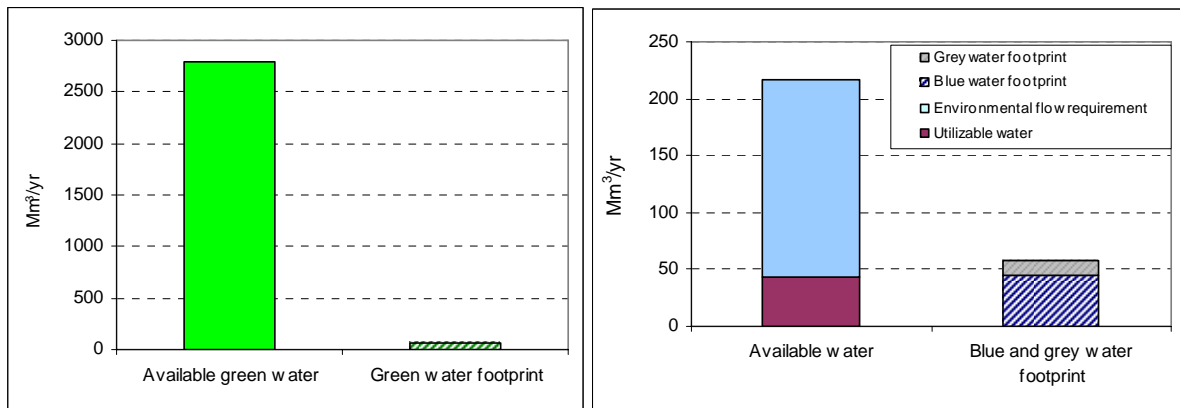 3000
2500
2000
1500
1000
500
0
Mm³/yr
Available green water
Green water footprint
250
200
150
100
50
0
Mm³/yr
Grey water footprint
Blue water footprint
Environmental flow requirement
Utilizable water
Available water
Blue and grey water
footprint